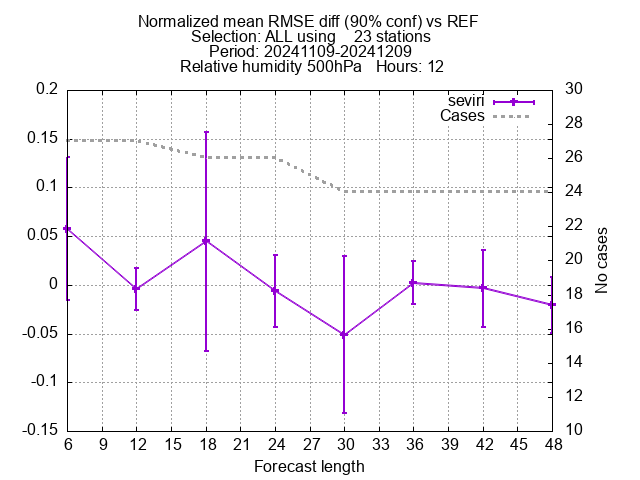 Normalized mean RMSE diff (90% conf) vs REF
Selection: ALL using    23 stations
Period: 20241109-20241209
Relative humidity 500hPa   Hours: 12
seviri
Cases
0.2
0.15
0.1
0.05
0
-0.05
-0.1
-0.15
30
28
26
24
22
20
18
16
14
12
10
No cases
6 9 12 15 18 21 24 27 30 33 36 39 42 45 48
Forecast length